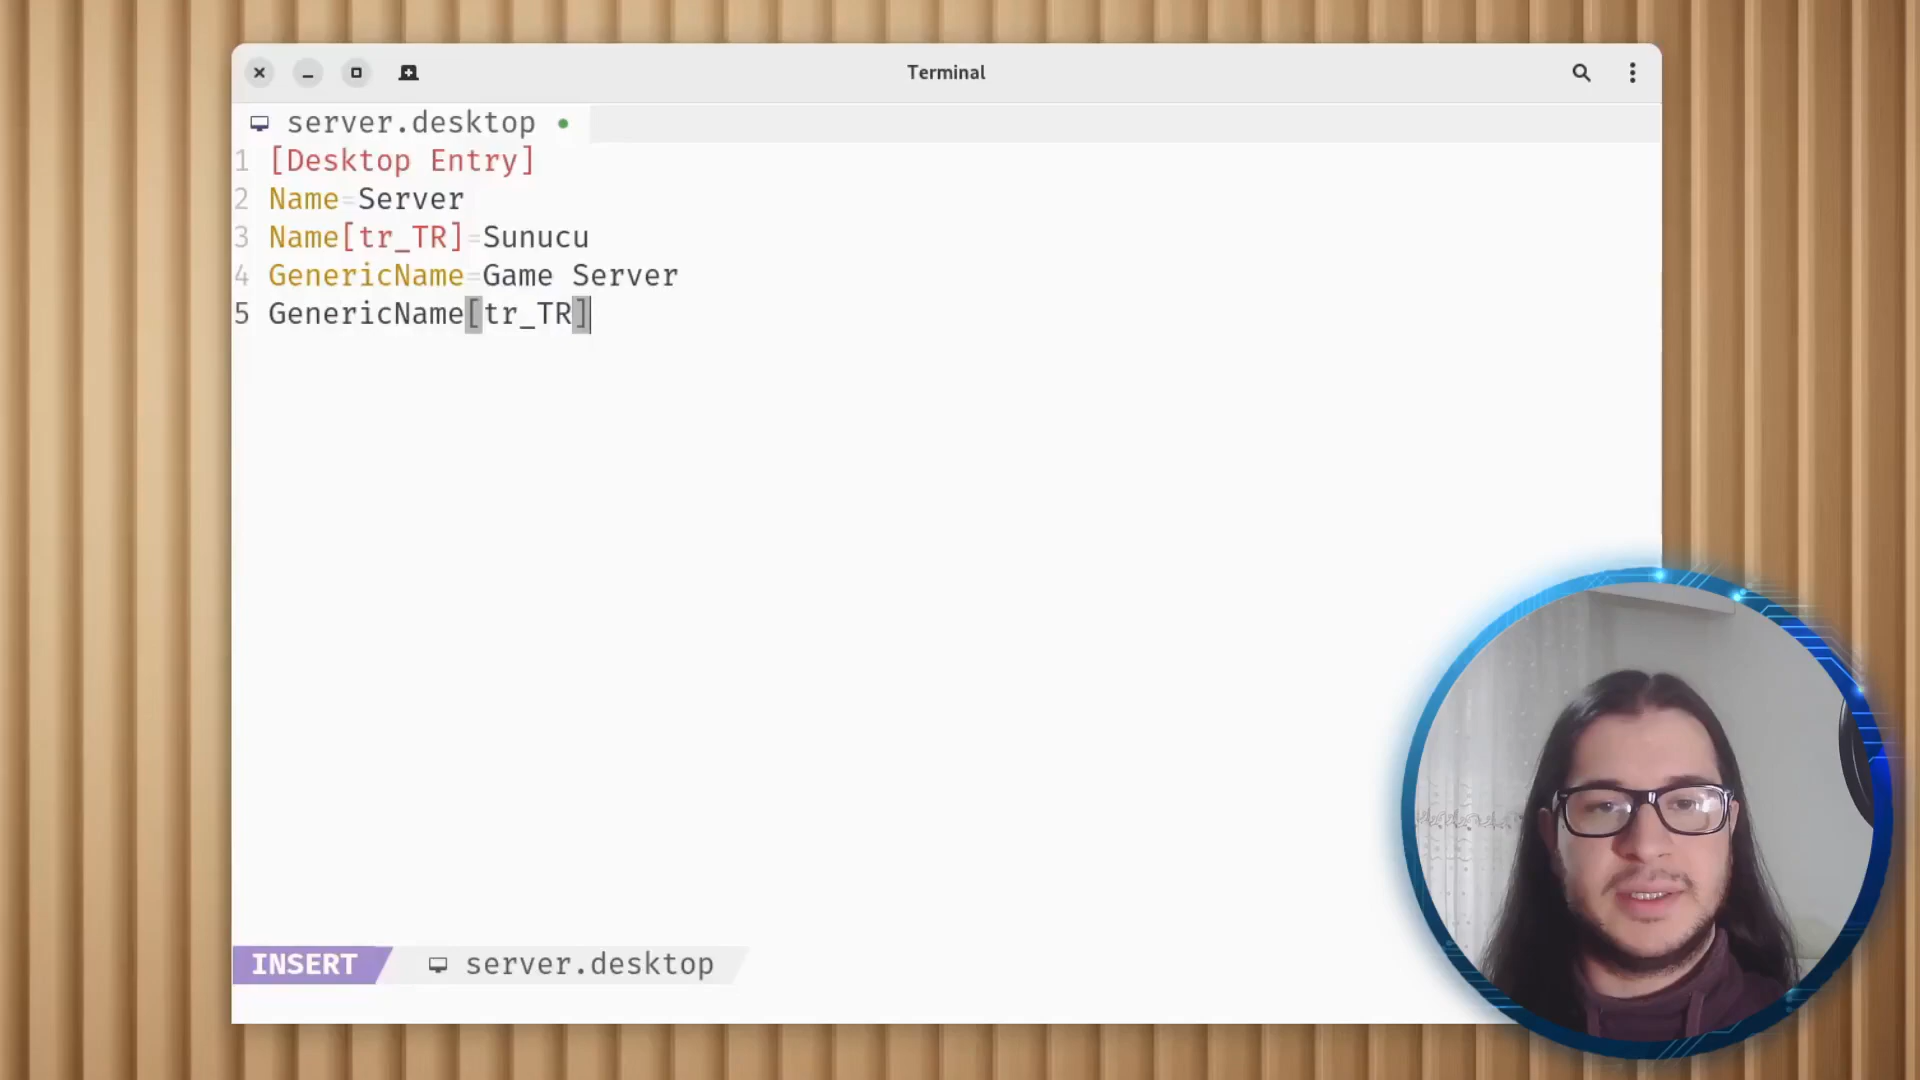 Terminal
server.desktop
1 [Desktop Entry]
2 Name=Server
3 Name[tr_TR]=Sunucu
4 GenericName=Game Server
5 GenericName[tr_TR]
INSERT server.desktop